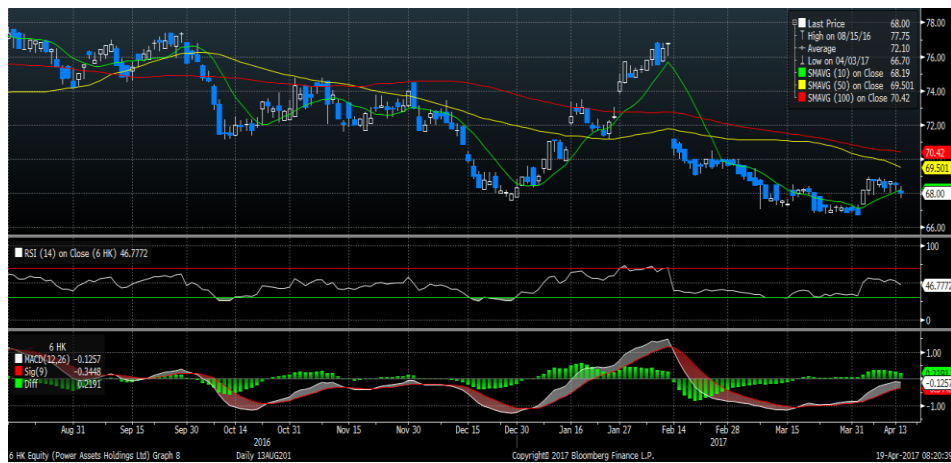 Last Price 68.00
High on 08/15/16 77.75
Average 72.10
Low on 04/03/17 66.70
SMAVG (10) on Close 68.19
SMAVG (50) on Close 69.501
SMAVG (100) on Close 70.42
78.00
76.00
74.00
72.00
70.42
70.00
69.501
68.00
66.00
RSI (14) on Close (6 HK) 46.7772
100
46.7772
0
6 HK
MACD(12,26) -0.1257
Sig(9) -0.3448
Diff 0.2191
1.00
0.2191
-0.1257
-1.00
Aug 31 Sep 15 Sep 30 Oct 14 Oct 31 Nov 15 Nov 30 Dec 15 Dec 30 Jan 16 Jan 27 Feb 14 Feb 28 Mar 15 Mar 31 Apr 13
2016 2017
6 HK Equity (Power Assets Holdings Ltd) Graph 8 Daily 13AUG201 Copyright© 2017 Bloomberg Finance L.P. 19-Apr-2017 08:20:3